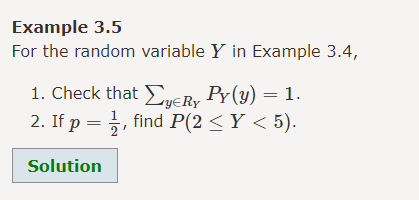 Example 3.5
For the random variable Y in Example 3.4,
1. Check that ∑_{y∈R_Y} P_Y(y) = 1.
2. If p = 1/2, find P(2 ≤ Y < 5).
Solution